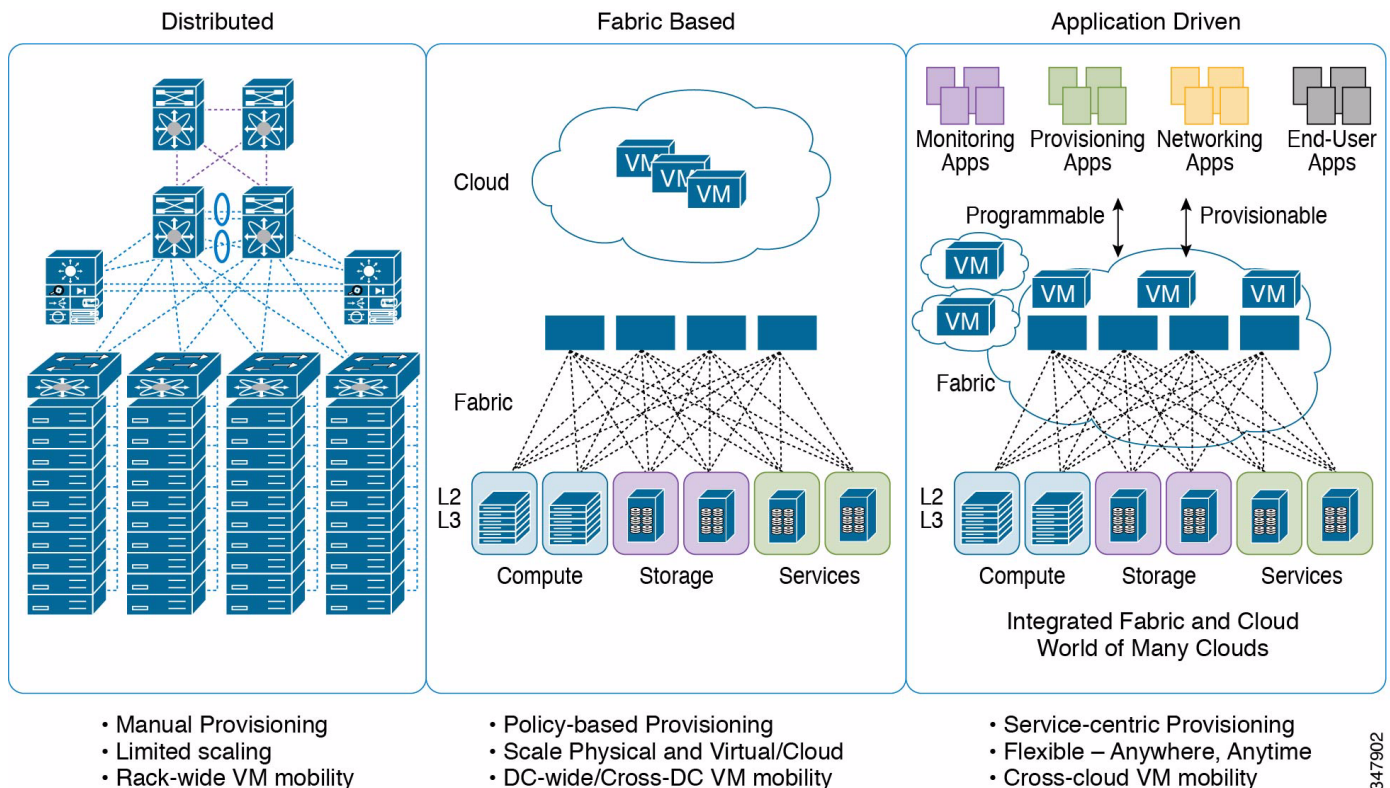 Distributed
Fabric Based
Application Driven
Cloud
VM
VM
VM
Fabric
L2
L3
Compute
Storage
Services
Monitoring
Apps
Provisioning
Apps
Networking
Apps
End-User
Apps
Programmable
Provisionable
VM
VM
VM
VM
VM
Fabric
L2
L3
Compute
Storage
Services
Integrated Fabric and Cloud
World of Many Clouds
• Manual Provisioning
• Limited scaling
• Rack-wide VM mobility
• Policy-based Provisioning
• Scale Physical and Virtual/Cloud
• DC-wide/Cross-DC VM mobility
• Service-centric Provisioning
• Flexible – Anywhere, Anytime
• Cross-cloud VM mobility
347902